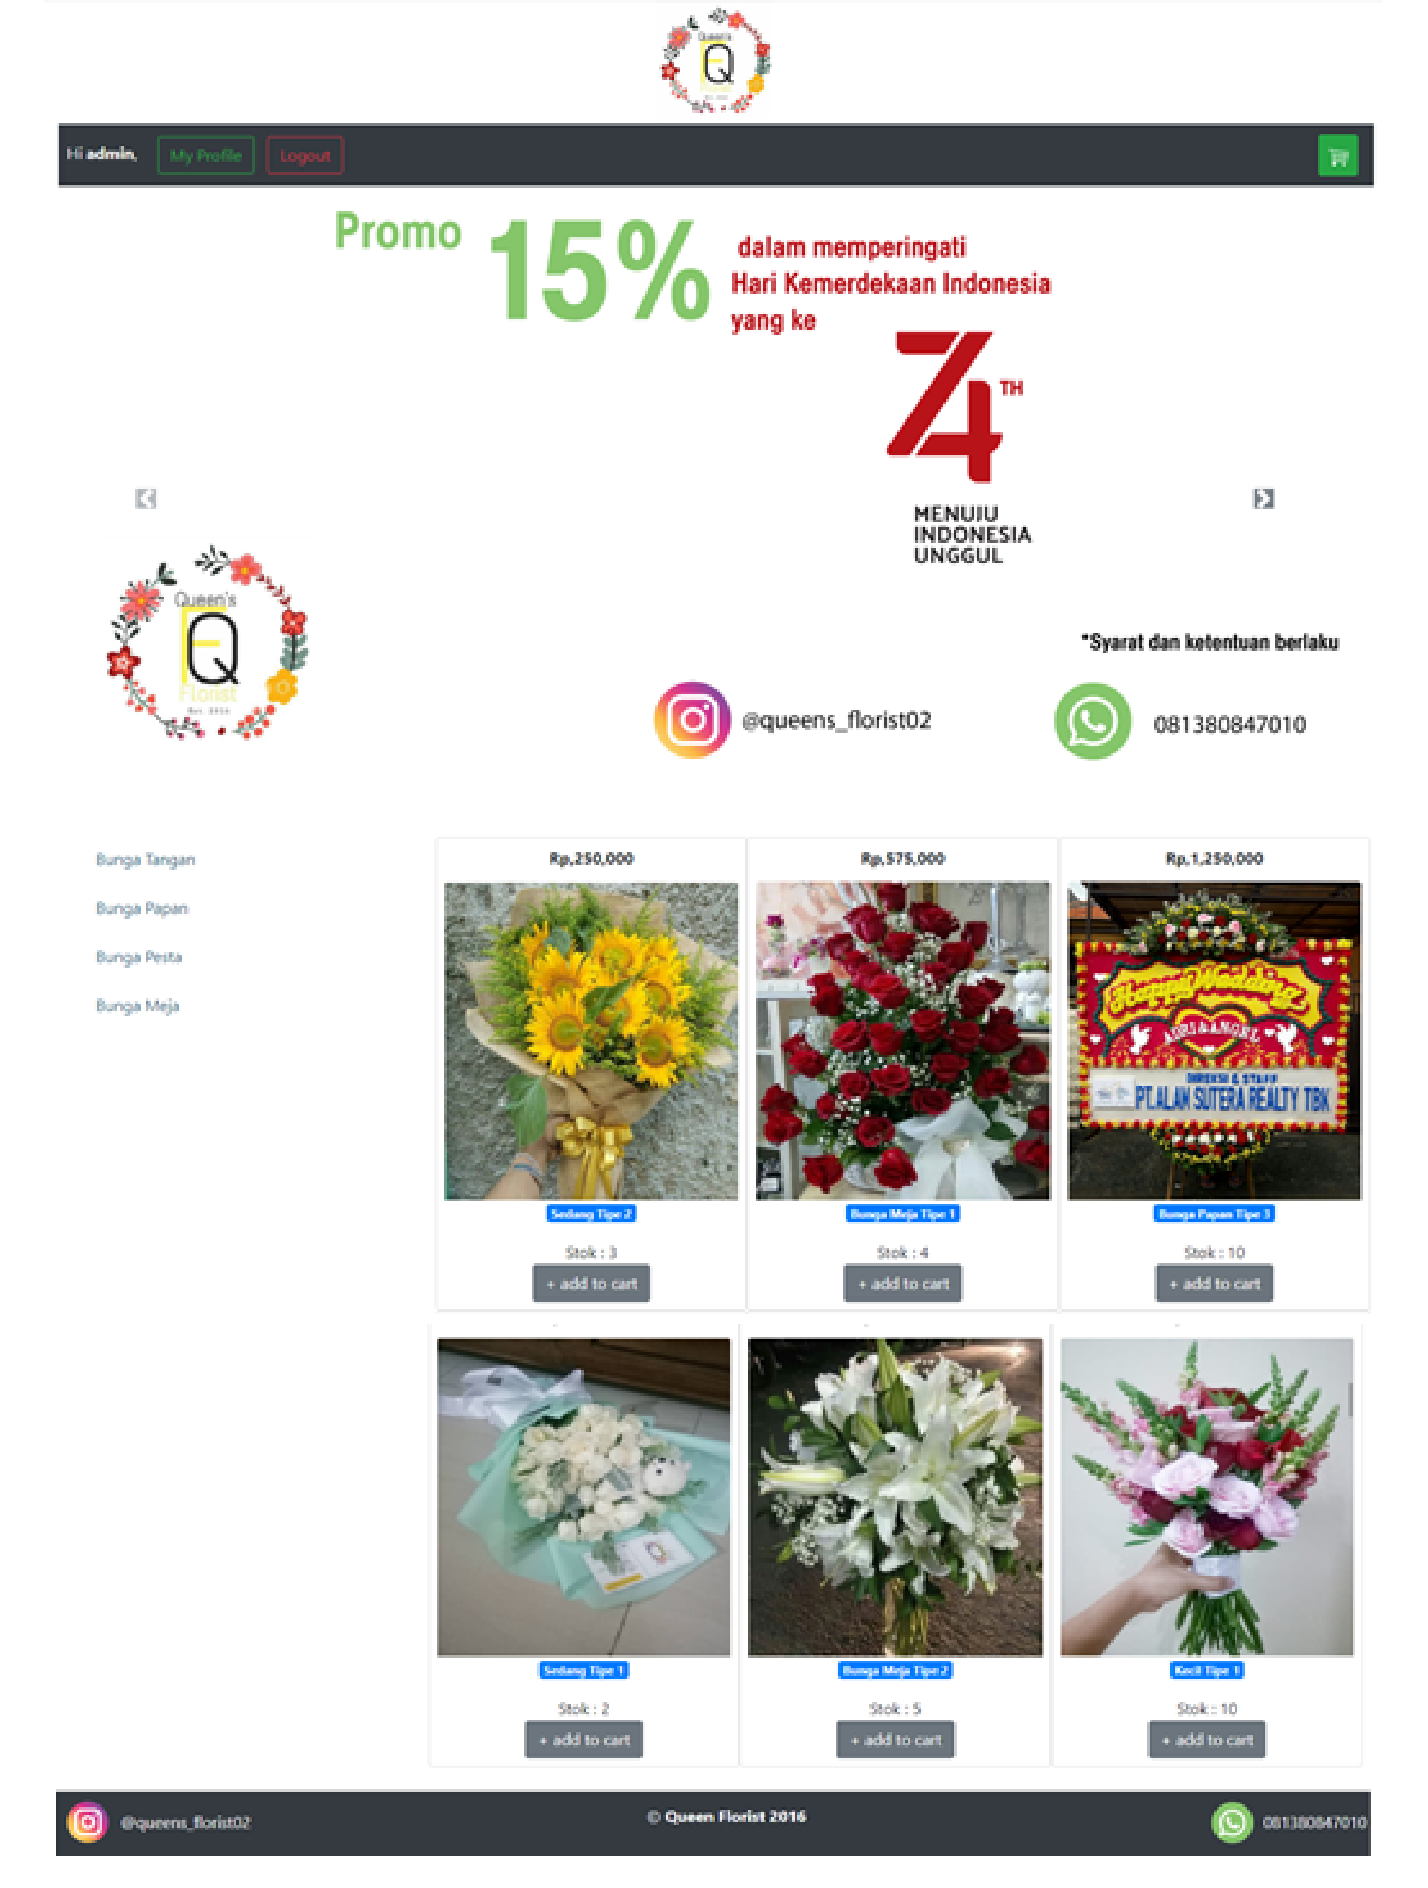 Queen's
Q
Hi admin,
My Profile
Logout
Promo
15%
dalam memperingati
Hari Kemerdekaan Indonesia
yang ke
74 TH
MENUJU
INDONESIA
UNGGUL
Queen's
FQ
Florist
Est. 2016
*Syarat dan ketentuan berlaku
@queens_florist02
081380847010
Bunga Tangan
Bunga Papan
Bunga Pesta
Bunga Meja
Rp,250,000
Rp,575,000
Rp,1,250,000
Happy Wedding
DIREKSI & STAFF
PT.ALAM SUTERA REALTY TBK
Sedang Tipe 2
Bunga Meja Tipe 1
Bunga Papan Tipe 3
Stok : 3
Stok : 4
Stok : 10
+ add to cart
+ add to cart
+ add to cart
Sedang Tipe 1
Bunga Meja Tipe 2
Kecil Tipe 1
Stok : 2
Stok : 5
Stok : 10
+ add to cart
+ add to cart
+ add to cart
@queens_florist02
© Queen Florist 2016
081380847010